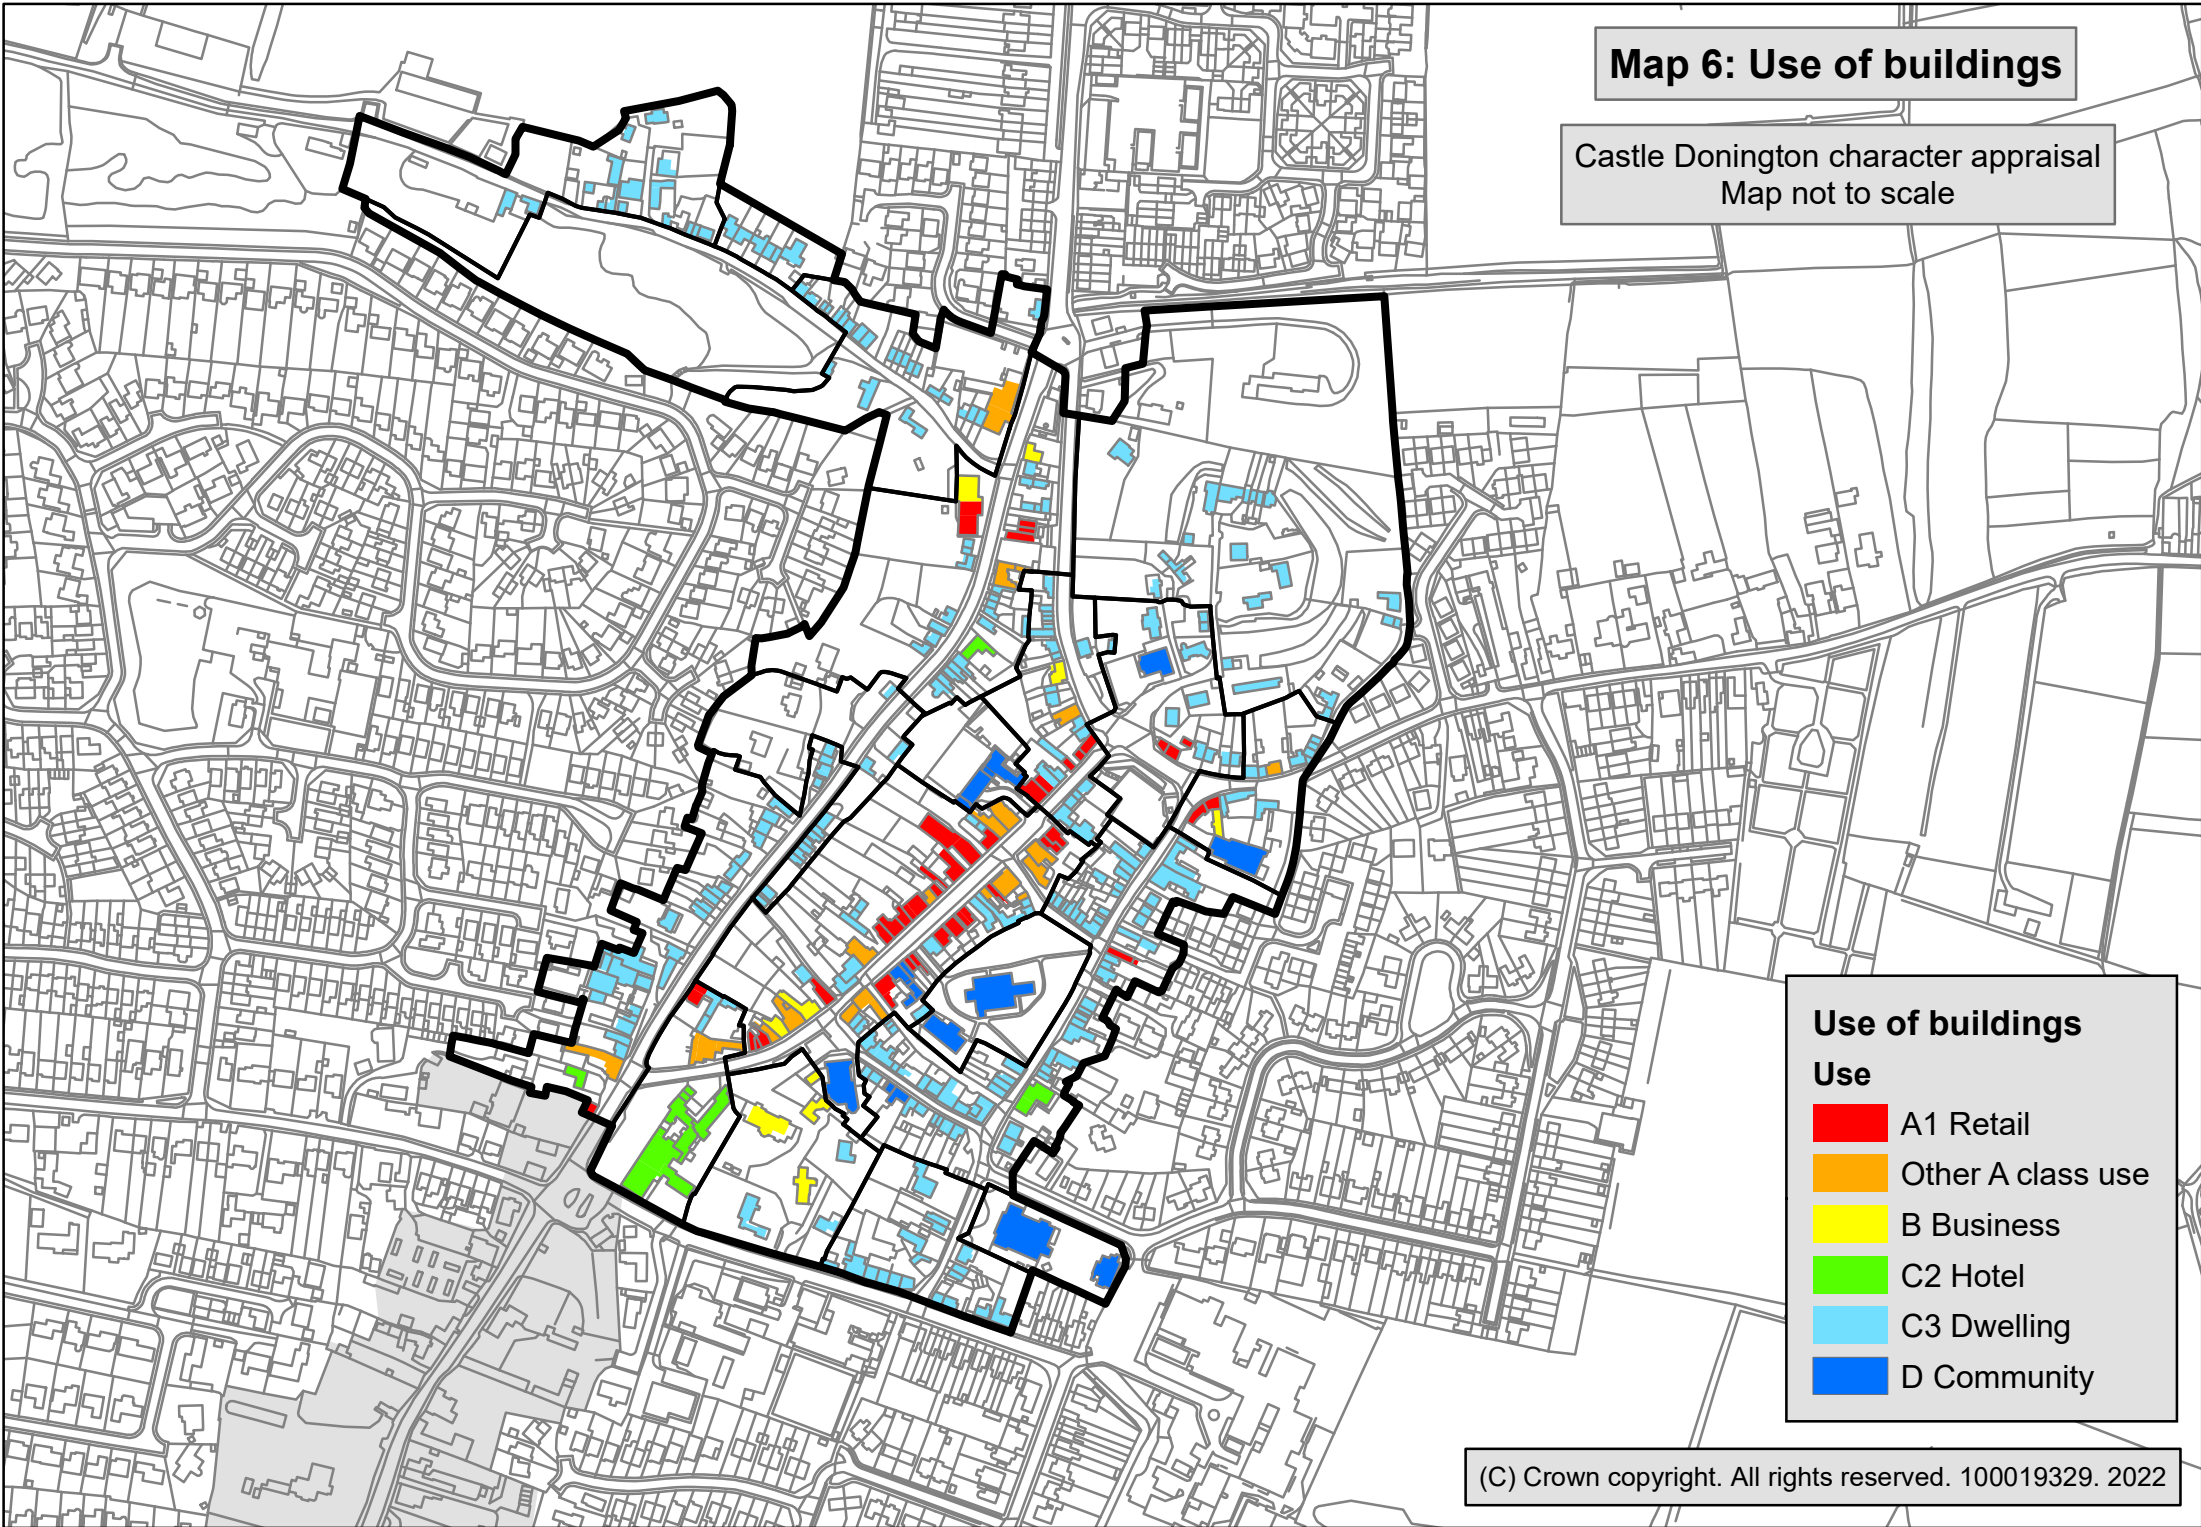 Map 6: Use of buildings
Castle Donington character appraisal
Map not to scale
Use of buildings
Use
A1 Retail
Other A class use
B Business
C2 Hotel
C3 Dwelling
D Community
(C) Crown copyright. All rights reserved. 100019329. 2022